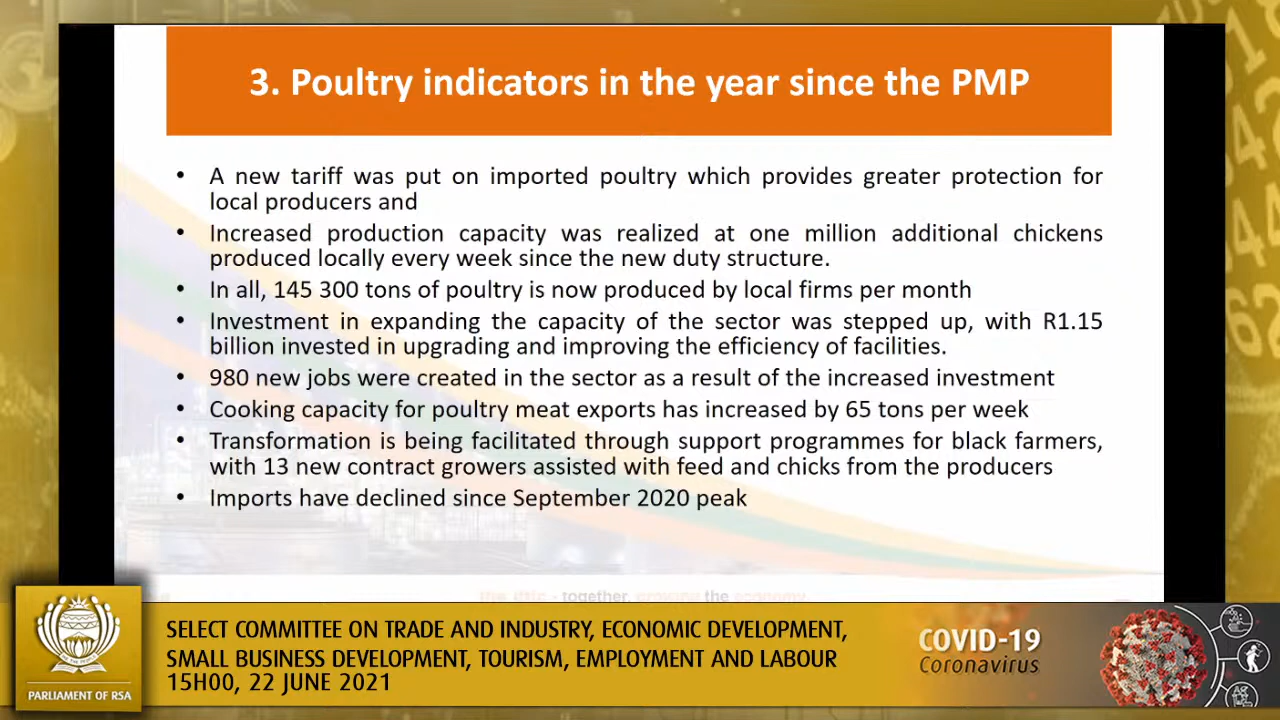 3. Poultry indicators in the year since the PMP
• A new tariff was put on imported poultry which provides greater protection for
local producers and
• Increased production capacity was realized at one million additional chickens
produced locally every week since the new duty structure.
• In all, 145 300 tons of poultry is now produced by local firms per month
• Investment in expanding the capacity of the sector was stepped up, with R1.15
billion invested in upgrading and improving the efficiency of facilities.
• 980 new jobs were created in the sector as a result of the increased investment
• Cooking capacity for poultry meat exports has increased by 65 tons per week
• Transformation is being facilitated through support programmes for black farmers,
with 13 new contract growers assisted with feed and chicks from the producers
• Imports have declined since September 2020 peak
the dtic - together, growing the economy
SELECT COMMITTEE ON TRADE AND INDUSTRY, ECONOMIC DEVELOPMENT,
SMALL BUSINESS DEVELOPMENT, TOURISM, EMPLOYMENT AND LABOUR
15H00, 22 JUNE 2021
PARLIAMENT OF RSA
COVID-19
Coronavirus